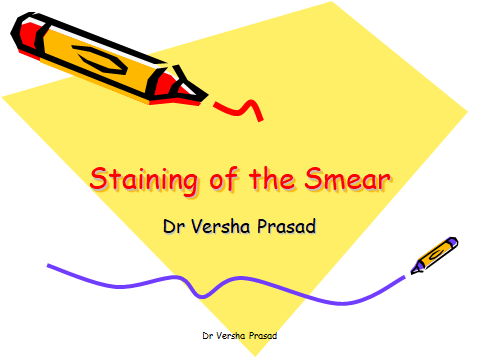 Staining of the Smear
Dr Versha Prasad
Dr Versha Prasad